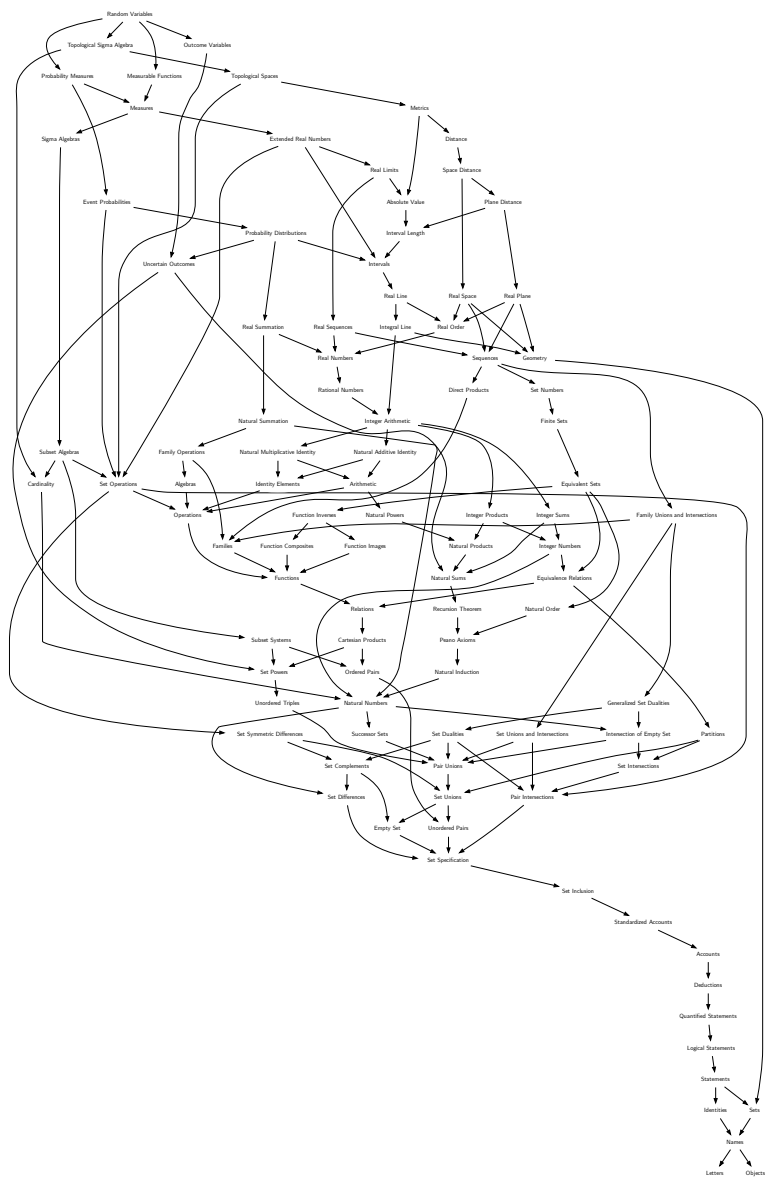 Random Variables
Topological Sigma Algebra
Outcome Variables
Probability Measures
Measurable Functions
Topological Spaces
Measures
Metrics
Sigma Algebras
Extended Real Numbers
Distance
Real Limits
Space Distance
Event Probabilities
Absolute Value
Plane Distance
Probability Distributions
Interval Length
Uncertain Outcomes
Intervals
Real Line
Real Space
Real Plane
Real Summation
Real Sequences
Integral Line
Real Order
Real Numbers
Sequences
Geometry
Rational Numbers
Direct Products
Set Numbers
Natural Summation
Integer Arithmetic
Finite Sets
Subset Algebras
Family Operations
Natural Multiplicative Identity
Natural Additive Identity
Cardinality
Set Operations
Algebras
Identity Elements
Arithmetic
Equivalent Sets
Operations
Function Inverses
Natural Powers
Integer Products
Integer Sums
Family Unions and Intersections
Families
Function Composites
Function Images
Natural Products
Integer Numbers
Functions
Natural Sums
Equivalence Relations
Relations
Recursion Theorem
Natural Order
Subset Systems
Cartesian Products
Peano Axioms
Set Powers
Ordered Pairs
Natural Induction
Unordered Triples
Natural Numbers
Generalized Set Dualities
Set Symmetric Differences
Successor Sets
Set Dualities
Set Unions and Intersections
Intersection of Empty Set
Partitions
Set Complements
Pair Unions
Set Intersections
Set Differences
Set Unions
Pair Intersections
Empty Set
Unordered Pairs
Set Specification
Set Inclusion
Standardized Accounts
Accounts
Deductions
Quantified Statements
Logical Statements
Statements
Identities
Sets
Names
Letters
Objects